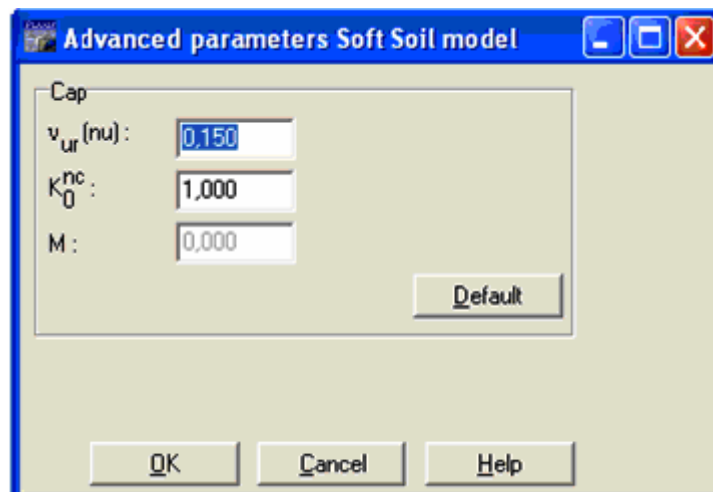 Advanced parameters Soft Soil model
Cap
νur(nu) : 0,150
K0nc : 1,000
M : 0,000
Default
OK Cancel Help